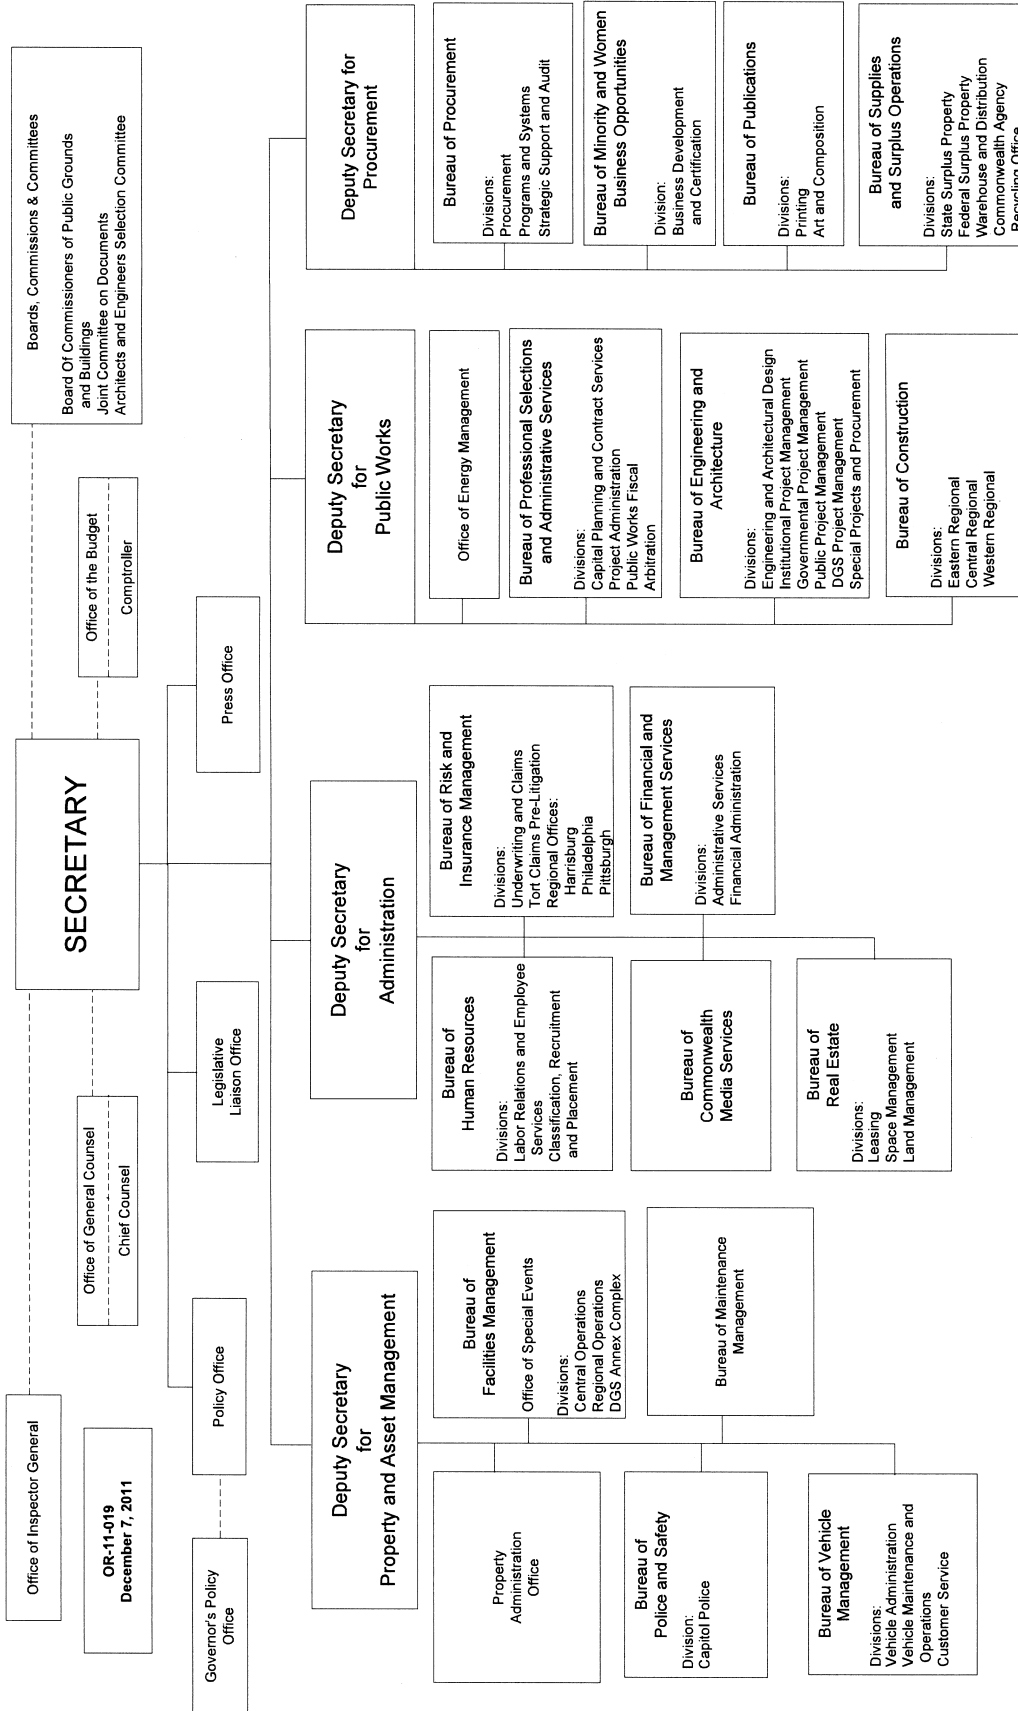 Office of Inspector General
SECRETARY
Boards, Commissions & Committees
Board Of Commissioners of Public Grounds
and Buildings
Joint Committee on Documents
Architects and Engineers Selection Committee
OR-11-019
December 7, 2011
Office of General Counsel
Chief Counsel
Office of the Budget
Comptroller
Governor's Policy
Office
Policy Office
Legislative
Liaison Office
Press Office
Deputy Secretary
for
Property and Asset Management
Property
Administration
Office
Bureau of
Facilities Management
Office of Special Events
Divisions:
Central Operations
Regional Operations
DGS Annex Complex
Bureau of
Police and Safety
Division:
Capitol Police
Bureau of Maintenance
Management
Bureau of Vehicle
Management
Divisions:
Vehicle Administration
Vehicle Maintenance and
Operations
Customer Service
Deputy Secretary
for
Administration
Bureau of
Human Resources
Divisions:
Labor Relations and Employee
Services
Classification, Recruitment
and Placement
Bureau of Risk and
Insurance Management
Divisions:
Underwriting and Claims
Tort Claims Pre-Litigation
Regional Offices:
Harrisburg
Philadelphia
Pittsburgh
Bureau of
Commonwealth
Media Services
Bureau of Financial and
Management Services
Divisions:
Administrative Services
Financial Administration
Bureau of
Real Estate
Divisions:
Leasing
Space Management
Land Management
Deputy Secretary
for
Public Works
Office of Energy Management
Bureau of Professional Selections
and Administrative Services
Divisions:
Capital Planning and Contract Services
Project Administration
Public Works Fiscal
Arbitration
Bureau of Engineering and
Architecture
Divisions:
Engineering and Architectural Design
Institutional Project Management
Governmental Project Management
Public Project Management
DGS Project Management
Special Projects and Procurement
Bureau of Construction
Divisions:
Eastern Regional
Central Regional
Western Regional
Deputy Secretary for
Procurement
Bureau of Procurement
Divisions:
Procurement
Programs and Systems
Strategic Support and Audit
Bureau of Minority and Women
Business Opportunities
Division:
Business Development
and Certification
Bureau of Publications
Divisions:
Printing
Art and Composition
Bureau of Supplies
and Surplus Operations
Divisions:
State Surplus Property
Federal Surplus Property
Warehouse and Distribution
Commonwealth Agency
Recycling Office